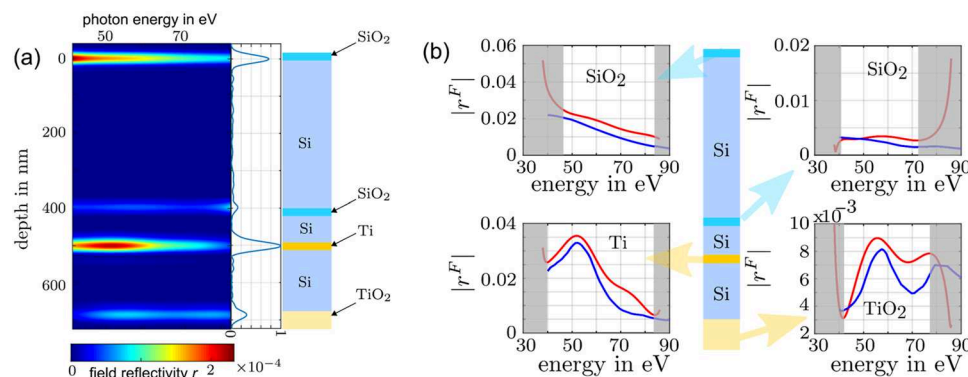 (a)
photon energy in eV
50
70
0
200
400
600
depth in nm
0
1
SiO₂
Si
SiO₂
Si
Ti
Si
TiO₂
0
field reflectivity r
2
×10⁻⁴
(b)
0.06
0.04
0.02
0
|r^F|
SiO₂
30
50
70
90
energy in eV
Si
Si
Si
0.02
0.01
0
|r^F|
SiO₂
30
50
70
90
energy in eV
0.04
0.02
0
|r^F|
Ti
30
50
70
90
energy in eV
10
×10⁻³
8
6
4
2
|r^F|
TiO₂
30
50
70
90
energy in eV